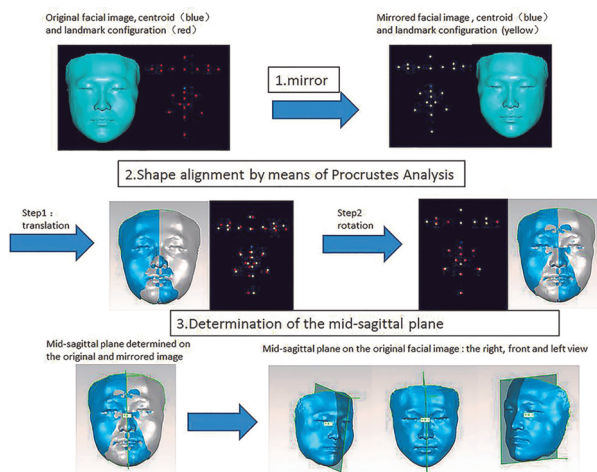 Original facial image, centroid（blue）
and landmark configuration（red）
Mirrored facial image , centroid（blue）
and landmark configuration (yellow）
1.mirror
2.Shape alignment by means of Procrustes Analysis
Step1：
translation
Step2
rotation
3.Determination of the mid-sagittal plane
Mid-sagittal plane determined on
the original and mirrored image
Mid-sagittal plane on the original facial image : the right, front and left view